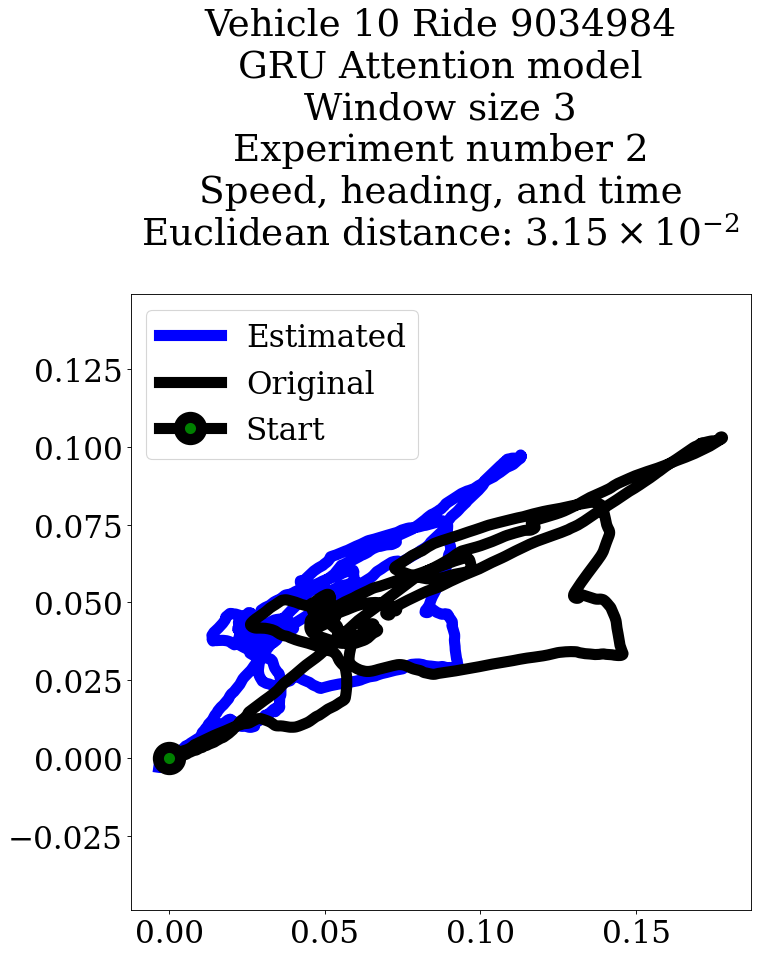 Vehicle 10 Ride 9034984
GRU Attention model
Window size 3
Experiment number 2
Speed, heading, and time
Euclidean distance: 3.15 × 10⁻²
Estimated
Original
Start
0.125
0.100
0.075
0.050
0.025
0.000
−0.025
0.00 0.05 0.10 0.15